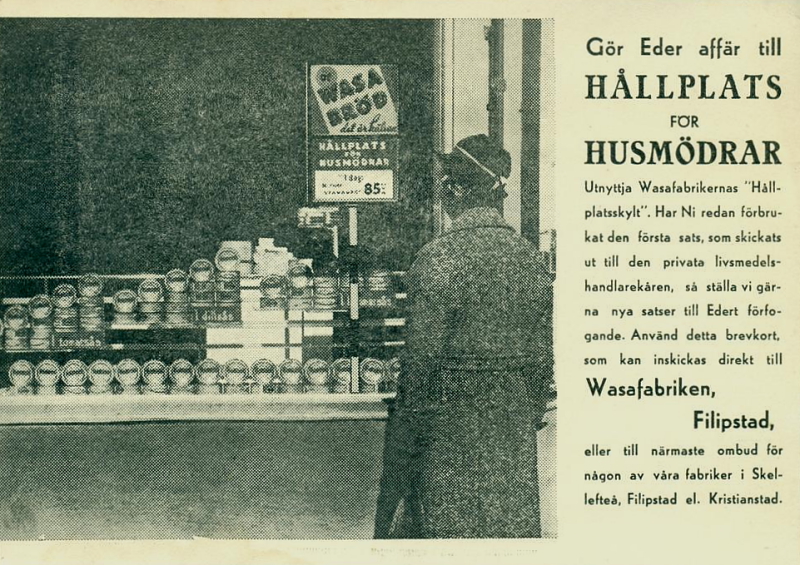 WASA
BRÖD
HÅLLPLATS
FÖR
HUSMÖDRAR
I dag:
85
I dillsås
I tomatsås
Gör Eder affär till
HÅLLPLATS
FÖR
HUSMÖDRAR
Utnyttja Wasafabrikernas "Håll-
platsskylt". Har Ni redan förbru-
kat den första sats, som skickats
ut till den privata livsmedels-
handlarekåren, så ställa vi gär-
na nya satser till Edert förfo-
gande. Använd detta brevkort,
som kan inskickas direkt till
Wasafabriken,
Filipstad,
eller till närmaste ombud för
någon av våra fabriker i Skel-
lefteå, Filipstad el. Kristianstad.